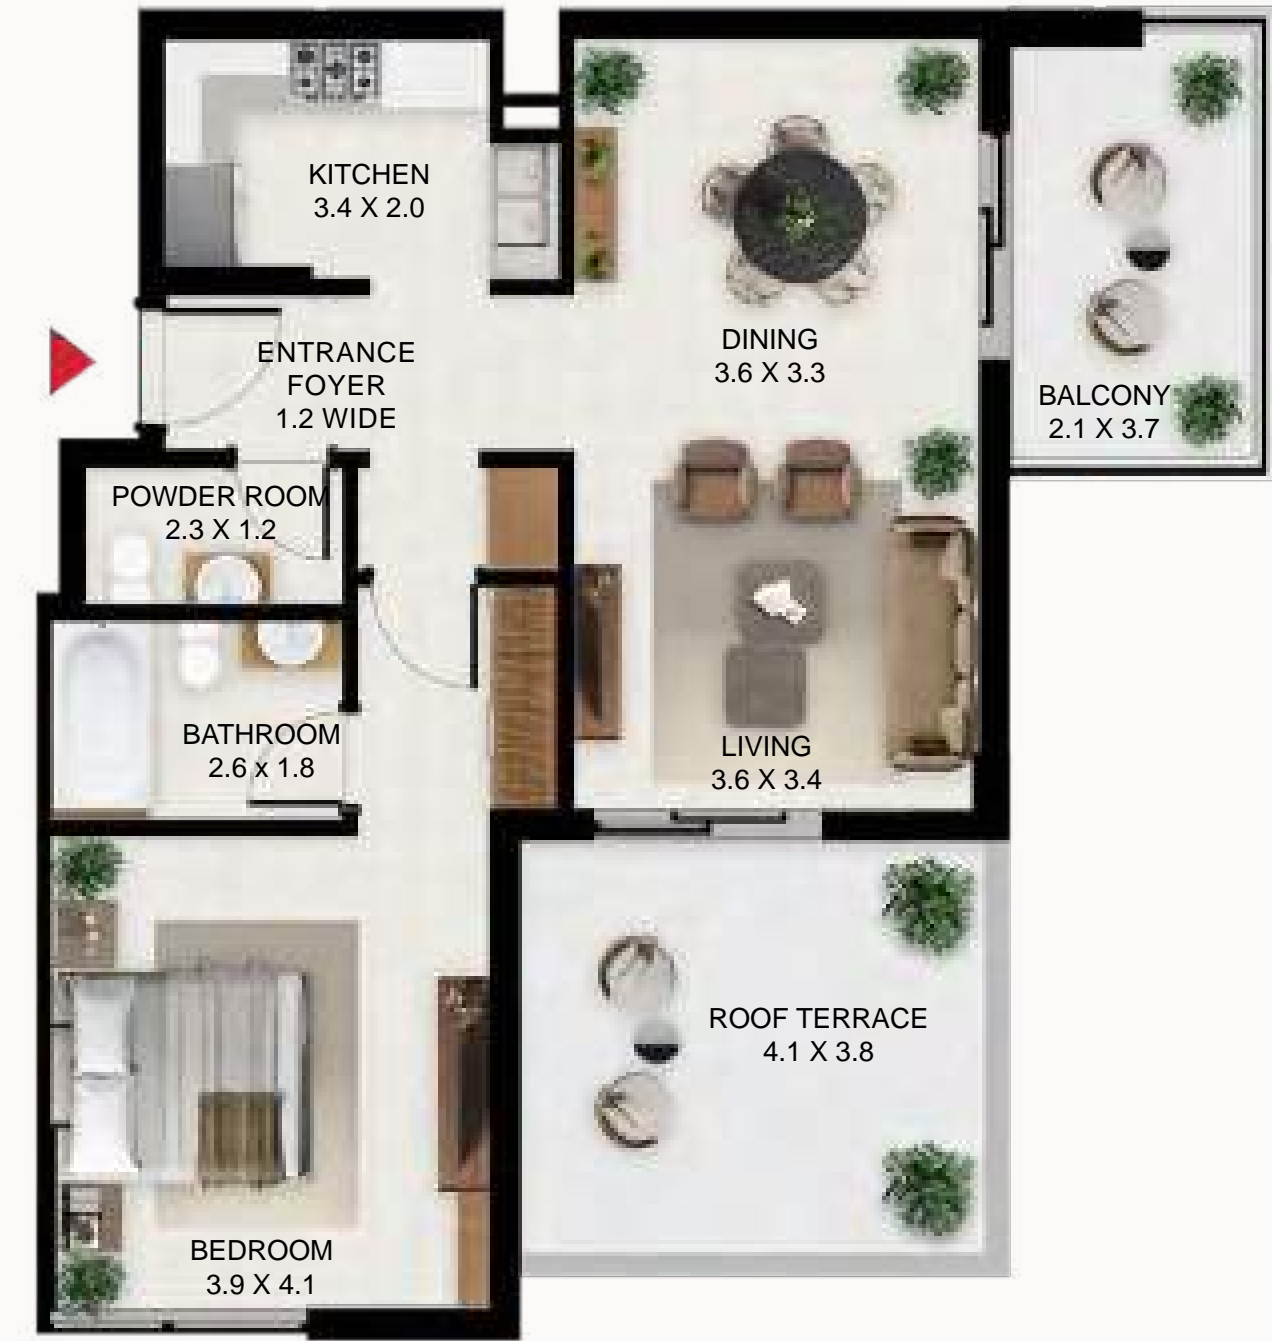 KITCHEN
3.4 X 2.0
ENTRANCE
FOYER
1.2 WIDE
DINING
3.6 X 3.3
BALCONY
2.1 X 3.7
POWDER ROOM
2.3 X 1.2
BATHROOM
2.6 x 1.8
LIVING
3.6 X 3.4
ROOF TERRACE
4.1 X 3.8
BEDROOM
3.9 X 4.1